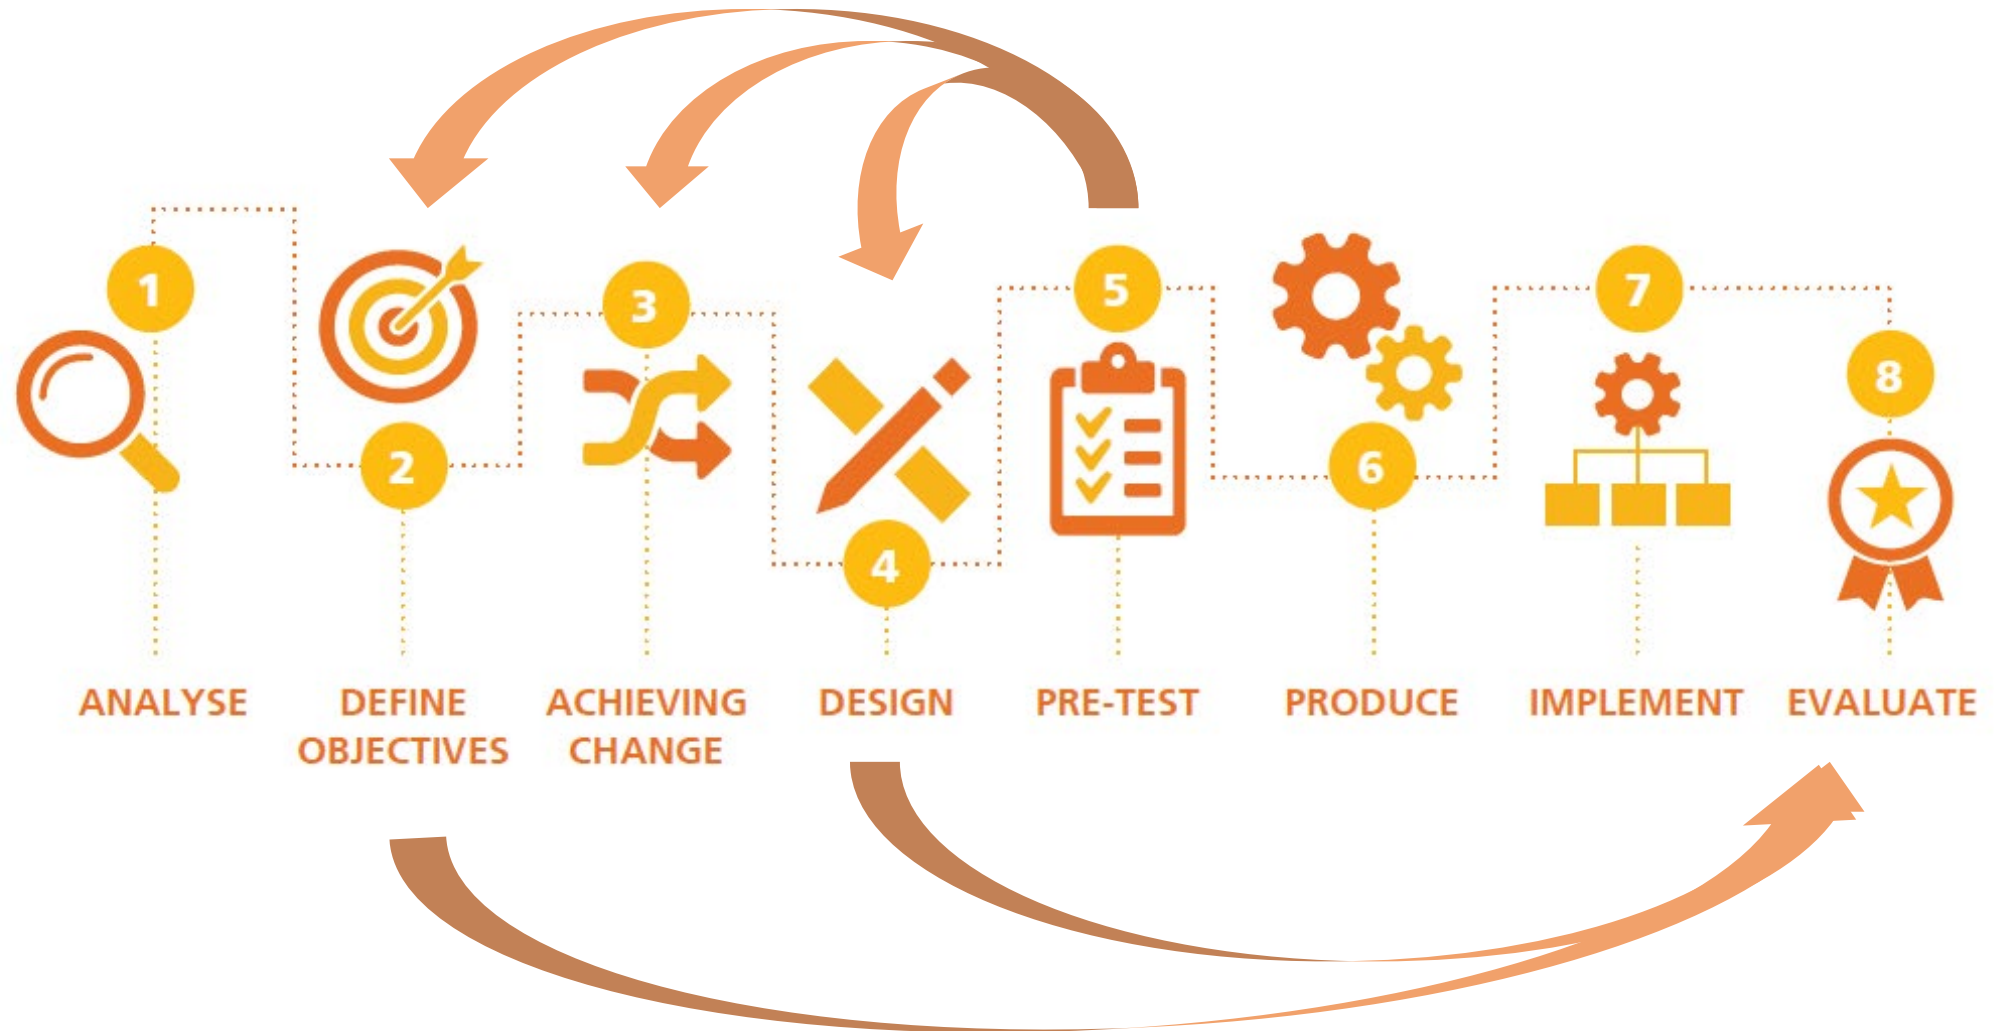 1
2
3
4
5
6
7
8
ANALYSE
DEFINE
OBJECTIVES
ACHIEVING
CHANGE
DESIGN
PRE-TEST
PRODUCE
IMPLEMENT
EVALUATE